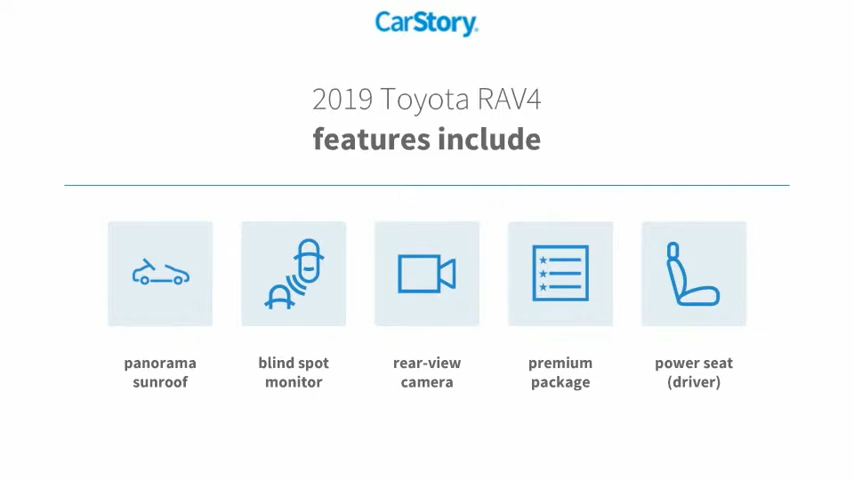 CarStory.
2019 Toyota RAV4
features include
panorama
sunroof
blind spot
monitor
rear-view
camera
premium
package
power seat
(driver)